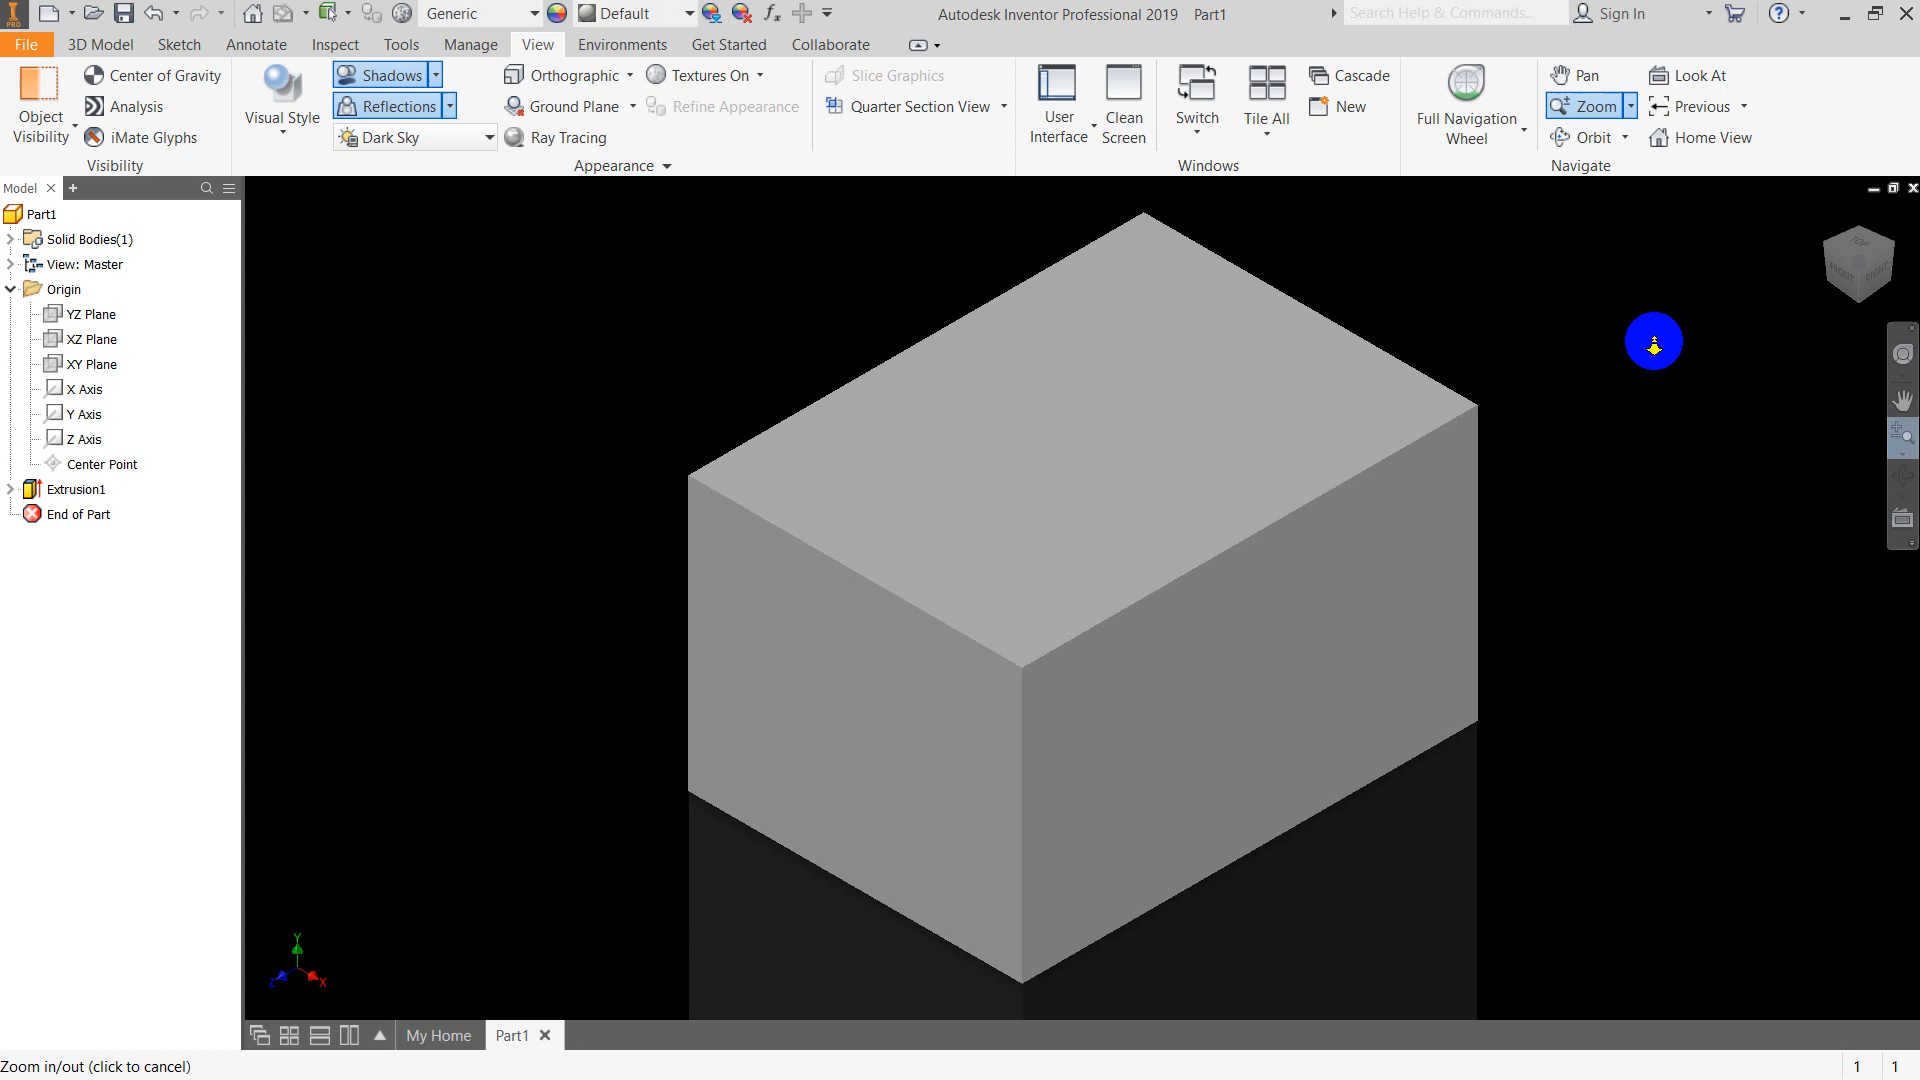 PRO
Generic
Default
Autodesk Inventor Professional 2019 Part1
Search Help & Commands...
Sign In
File
3D Model
Sketch
Annotate
Inspect
Tools
Manage
View
Environments
Get Started
Collaborate
Object
Visibility
Center of Gravity
Analysis
iMate Glyphs
Visibility
Visual Style
Shadows
Reflections
Dark Sky
Orthographic
Ground Plane
Ray Tracing
Textures On
Refine Appearance
Appearance
Slice Graphics
Quarter Section View
User
Interface
Clean
Screen
Switch
Tile All
Cascade
New
Windows
Full Navigation
Wheel
Pan
Zoom
Orbit
Look At
Previous
Home View
Navigate
Model
Part1
Solid Bodies(1)
View: Master
Origin
YZ Plane
XZ Plane
XY Plane
X Axis
Y Axis
Z Axis
Center Point
Extrusion1
End of Part
TOP
FRONT
RIGHT
Y
Z
X
My Home
Part1
Zoom in/out (click to cancel)
1
1